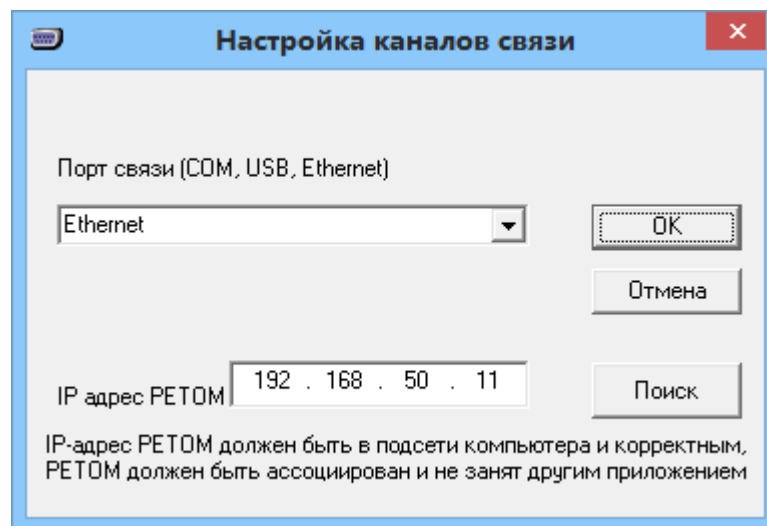 Настройка каналов связи
Порт связи (COM, USB, Ethernet)
Ethernet
OK
Отмена
IP адрес РЕТОМ 192 . 168 . 50 . 11
Поиск
IP-адрес РЕТОМ должен быть в подсети компьютера и корректным,
РЕТОМ должен быть ассоциирован и не занят другим приложением